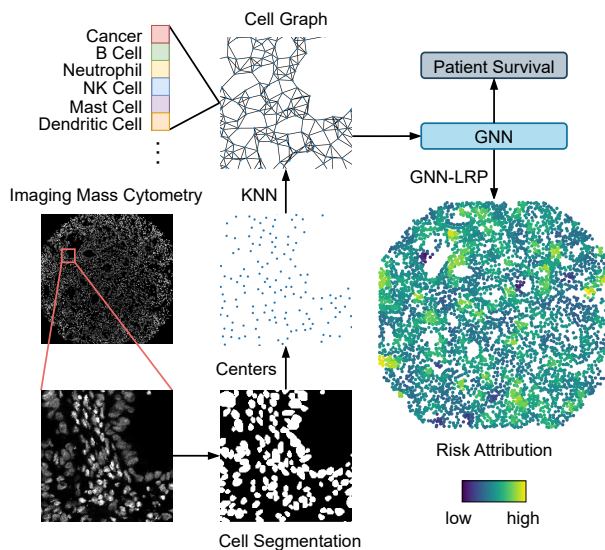 Cell Graph
Cancer
B Cell
Neutrophil
NK Cell
Mast Cell
Dendritic Cell
Patient Survival
GNN
GNN-LRP
Imaging Mass Cytometry
KNN
Centers
Cell Segmentation
Risk Attribution
low high